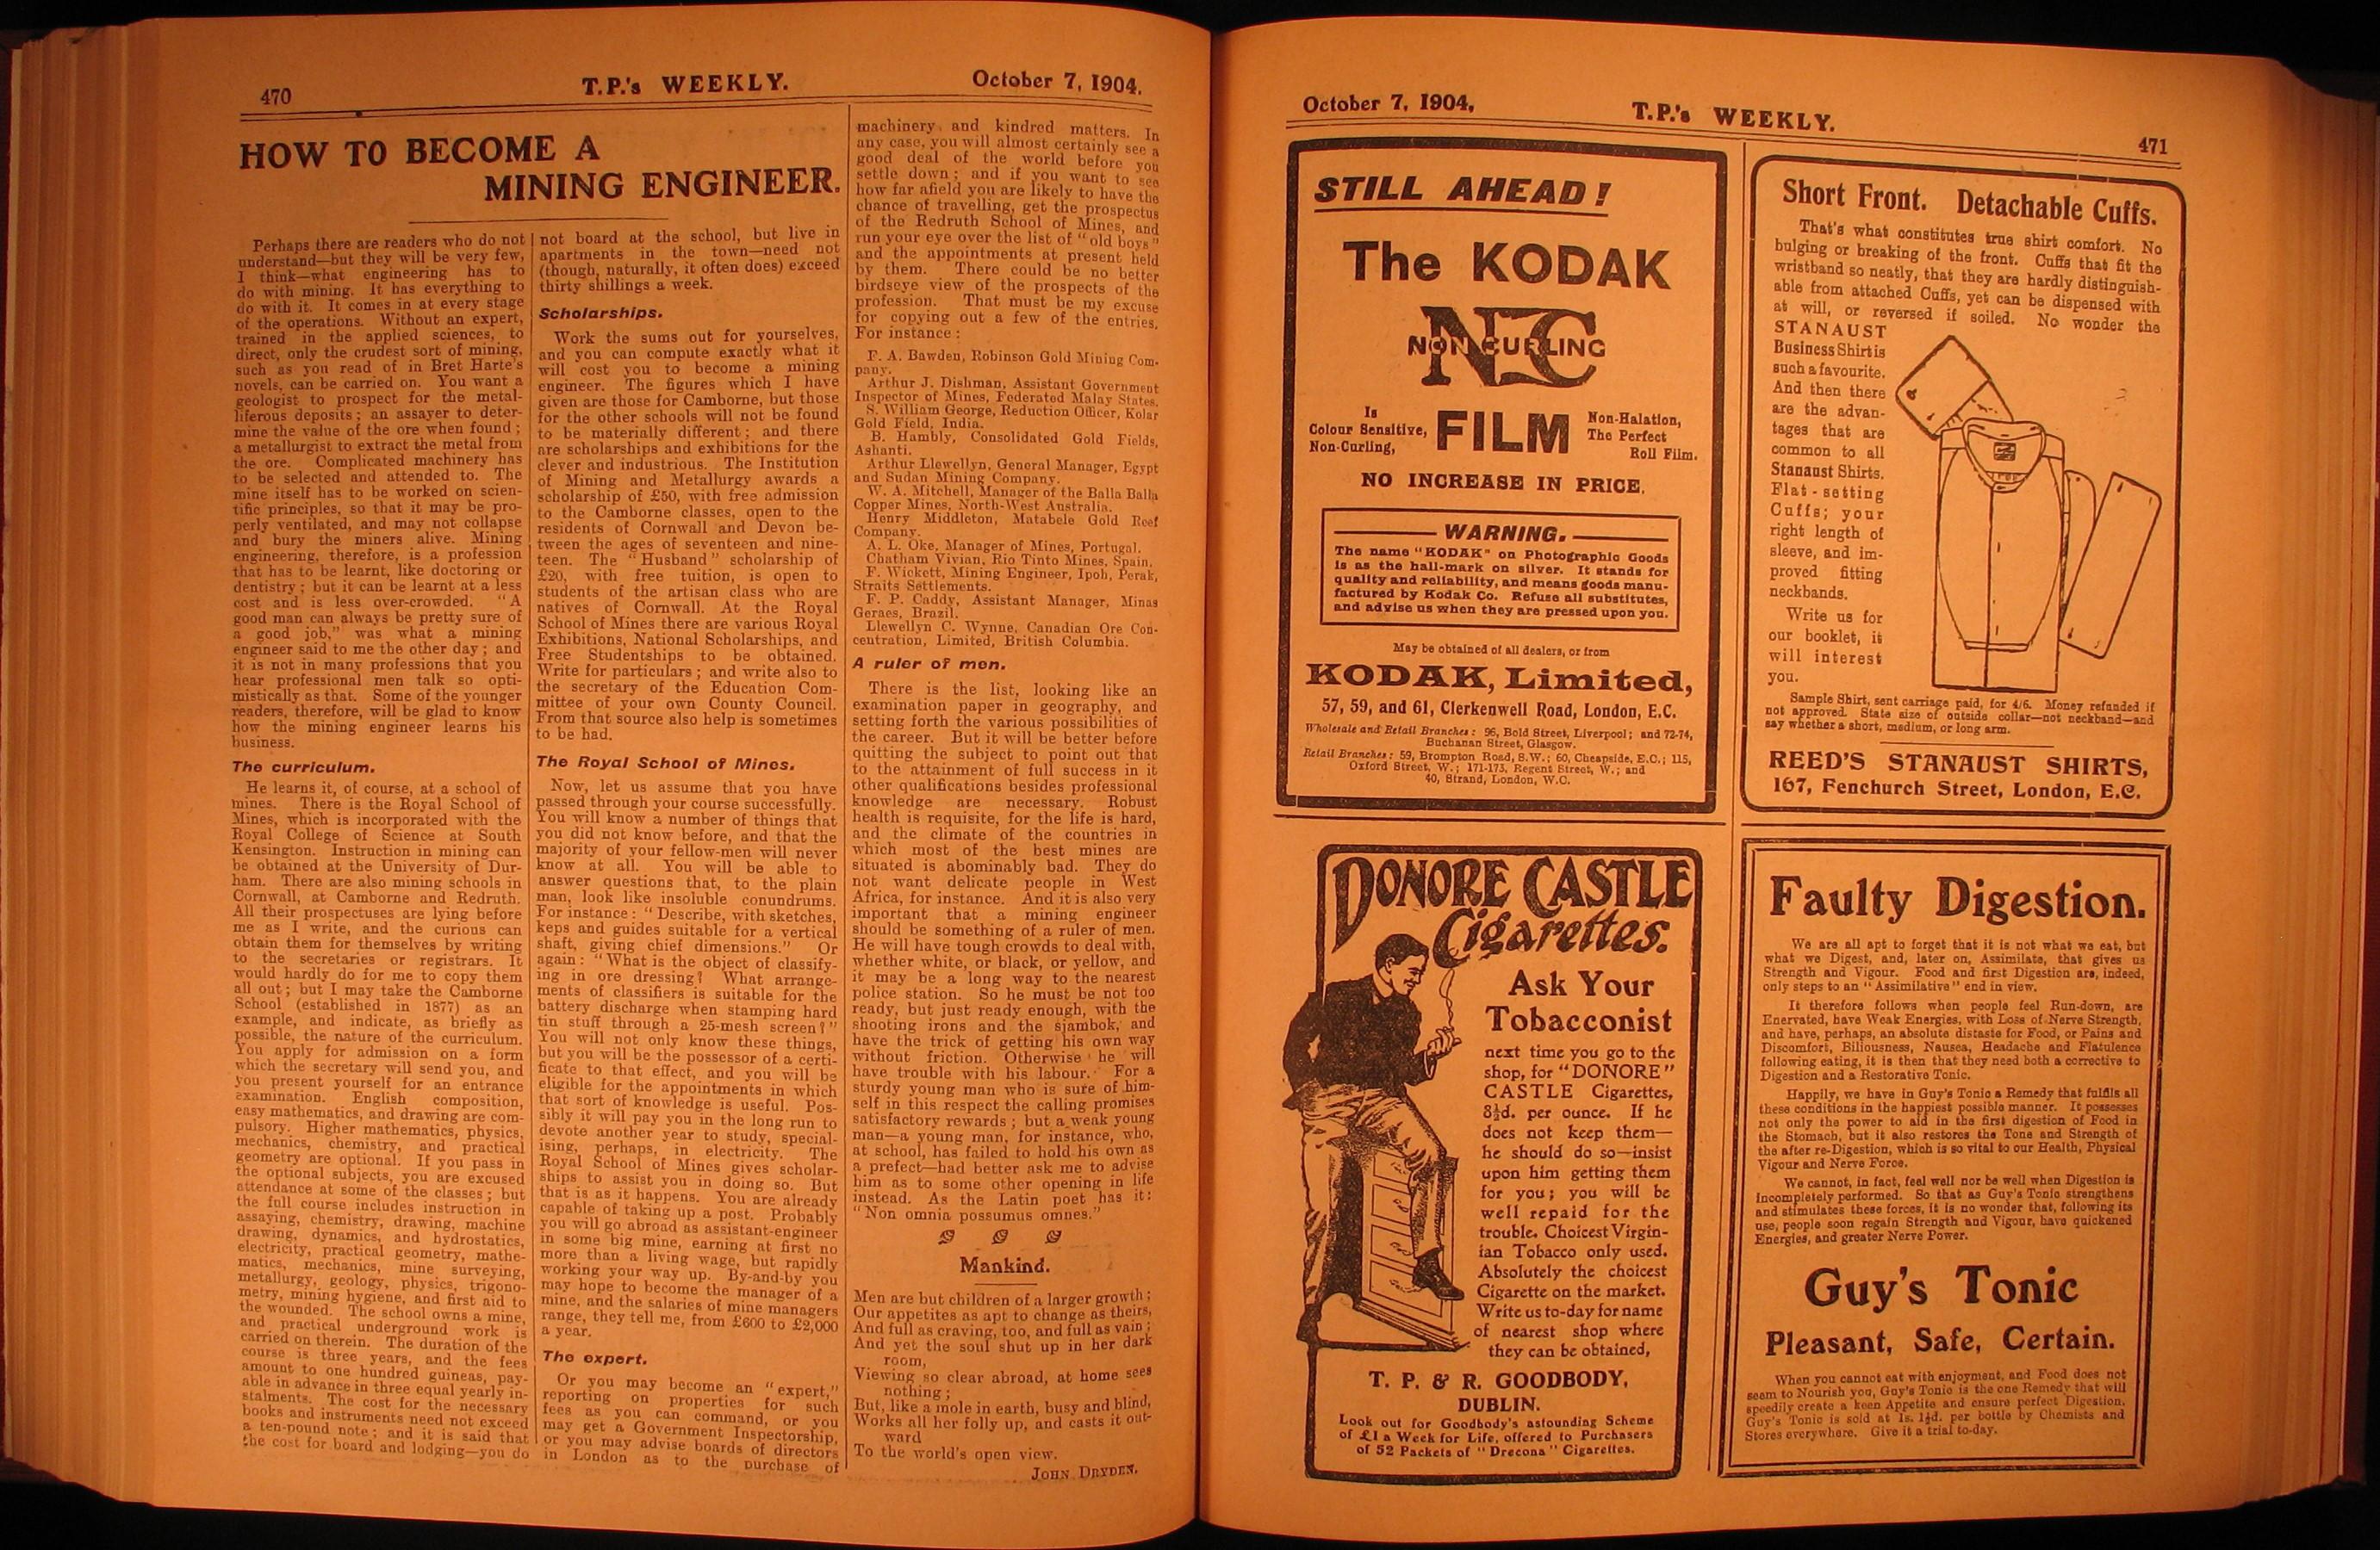 470
T.P.'s WEEKLY.
October 7, 1904.
HOW TO BECOME A
MINING ENGINEER.
Perhaps there are readers who do not
understand—but they will be very few,
I think—what engineering has to
do with mining. It has everything to
do with it. It comes in at every stage
of the operations. Without an expert,
trained in the applied sciences, to
direct, only the crudest sort of mining,
such as you read of in Bret Harte's
novels, can be carried on. You want a
geologist to prospect for the metal-
liferous deposits; an assayer to deter-
mine the value of the ore when found;
a metallurgist to extract the metal from
the ore. Complicated machinery has
to be selected and attended to. The
mine itself has to be worked on scien-
tific principles, so that it may be pro-
perly ventilated, and may not collapse
and bury the miners alive. Mining
engineering, therefore, is a profession
that has to be learnt, like doctoring or
dentistry; but it can be learnt at a less
cost and is less over-crowded. "A
good man can always be pretty sure of
a good job," was what a mining
engineer said to me the other day; and
it is not in many professions that you
hear professional men talk so opti-
mistically as that. Some of the younger
readers, therefore, will be glad to know
how the mining engineer learns his
business.
The curriculum.
He learns it, of course, at a school of
mines. There is the Royal School of
Mines, which is incorporated with the
Royal College of Science at South
Kensington. Instruction in mining can
be obtained at the University of Dur-
ham. There are also mining schools in
Cornwall, at Camborne and Redruth.
All their prospectuses are lying before
me as I write, and the curious can
obtain them for themselves by writing
to the secretaries or registrars. It
would hardly do for me to copy them
all out; but I may take the Camborne
School (established in 1877) as an
example, and indicate, as briefly as
possible, the nature of the curriculum.
You apply for admission on a form
which the secretary will send you, and
you present yourself for an entrance
examination. English composition,
easy mathematics, and drawing are com-
pulsory. Higher mathematics, physics,
mechanics, chemistry, and practical
geometry are optional. If you pass in
the optional subjects, you are excused
attendance at some of the classes; but
the full course includes instruction in
assaying, chemistry, drawing, machine
drawing, dynamics, and hydrostatics,
electricity, practical geometry, mathe-
matics, mechanics, mine surveying,
metallurgy, geology, physics, trigono-
metry, mining hygiene, and first aid to
the wounded. The school owns a mine,
and practical underground work is
carried on therein. The duration of the
course is three years, and the fees
amount to one hundred guineas, pay-
able in advance in three equal yearly in-
stalments. The cost for the necessary
books and instruments need not exceed
a ten-pound note; and it is said that
the cost for board and lodging—you do
not board at the school, but live in
apartments in the town—need not
(though, naturally, it often does) exceed
thirty shillings a week.
Scholarships.
Work the sums out for yourselves,
and you can compute exactly what it
will cost you to become a mining
engineer. The figures which I have
given are those for Camborne, but those
for the other schools will not be found
to be materially different; and there
are scholarships and exhibitions for the
clever and industrious. The Institution
of Mining and Metallurgy awards a
scholarship of £50, with free admission
to the Camborne classes, open to the
residents of Cornwall and Devon be-
tween the ages of seventeen and nine-
teen. The "Husband" scholarship of
£20, with free tuition, is open to
students of the artisan class who are
natives of Cornwall. At the Royal
School of Mines there are various Royal
Exhibitions, National Scholarships, and
Free Studentships to be obtained.
Write for particulars; and write also to
the secretary of the Education Com-
mittee of your own County Council.
From that source also help is sometimes
to be had.
The Royal School of Mines.
Now, let us assume that you have
passed through your course successfully.
You will know a number of things that
you did not know before, and that the
majority of your fellow-men will never
know at all. You will be able to
answer questions that, to the plain
man, look like insoluble conundrums.
For instance: "Describe, with sketches,
keps and guides suitable for a vertical
shaft, giving chief dimensions." Or
again: "What is the object of classify-
ing in ore dressing? What arrange-
ments of classifiers is suitable for the
battery discharge when stamping hard
tin stuff through a 25-mesh screen?"
You will not only know these things,
but you will be the possessor of a certi-
ficate to that effect, and you will be
eligible for the appointments in which
that sort of knowledge is useful. Pos-
sibly it will pay you in the long run to
devote another year to study, special-
ising, perhaps, in electricity. The
Royal School of Mines gives scholar-
ships to assist you in doing so. But
that is as it happens. You are already
capable of taking up a post. Probably
you will go abroad as assistant-engineer
in some big mine, earning at first no
more than a living wage, but rapidly
working your way up. By-and-by you
may hope to become the manager of a
mine, and the salaries of mine managers
range, they tell me, from £600 to £2,000
a year.
The expert.
Or you may become an "expert,"
reporting on properties for such
fees as you can command, or you
may get a Government Inspectorship,
or you may advise boards of directors
in London as to the purchase of
machinery and kindred matters. In
any case, you will almost certainly see a
good deal of the world before you
settle down; and if you want to see
how far afield you are likely to have the
chance of travelling, get the prospectus
of the Redruth School of Mines, and
run your eye over the list of "old boys"
and the appointments at present held
by them. There could be no better
birdseye view of the prospects of the
profession. That must be my excuse
for copying out a few of the entries.
For instance:
F. A. Bawden, Robinson Gold Mining Com-
pany.
Arthur J. Dishman, Assistant Government
Inspector of Mines, Federated Malay States.
S. William George, Reduction Officer, Kolar
Gold Field, India.
B. Hambly, Consolidated Gold Fields,
Ashanti.
Arthur Llewellyn, General Manager, Egypt
and Sudan Mining Company.
W. A. Mitchell, Manager of the Balla Balla
Copper Mines, North-West Australia.
Henry Middleton, Matabele Gold Reef
Company.
A. L. Oke, Manager of Mines, Portugal.
Chatham Vivian, Rio Tinto Mines, Spain.
F. Wickett, Mining Engineer, Ipoh, Perak,
Straits Settlements.
F. P. Caddy, Assistant Manager, Minas
Geraes, Brazil.
Llewellyn C. Wynne, Canadian Ore Con-
centration, Limited, British Columbia.
A ruler of men.
There is the list, looking like an
examination paper in geography, and
setting forth the various possibilities of
the career. But it will be better before
quitting the subject to point out that
to the attainment of full success in it
other qualifications besides professional
knowledge are necessary. Robust
health is requisite, for the life is hard,
and the climate of the countries in
which most of the best mines are
situated is abominably bad. They do
not want delicate people in West
Africa, for instance. And it is also very
important that a mining engineer
should be something of a ruler of men.
He will have tough crowds to deal with,
whether white, or black, or yellow, and
it may be a long way to the nearest
police station. So he must be not too
ready, but just ready enough, with the
shooting irons and the sjambok, and
have the trick of getting his own way
without friction. Otherwise he will
have trouble with his labour. For a
sturdy young man who is sure of him-
self in this respect the calling promises
satisfactory rewards; but a weak young
man—a young man, for instance, who,
at school, has failed to hold his own as
a prefect—had better ask me to advise
him as to some other opening in life
instead. As the Latin poet has it:
"Non omnia possumus omnes."
Mankind.
Men are but children of a larger growth;
Our appetites as apt to change as theirs,
And full as craving, too, and full as vain;
And yet the soul shut up in her dark
room,
Viewing so clear abroad, at home sees
nothing;
But, like a mole in earth, busy and blind,
Works all her folly up, and casts it out-
ward
To the world's open view.
JOHN DRYDEN.
October 7, 1904,
T.P.'s WEEKLY.
471
STILL AHEAD!
The KODAK
NC
NON CURLING
Is
Colour Sensitive,
Non-Curling,
FILM
Non-Halation,
The Perfect
Roll Film.
NO INCREASE IN PRICE.
WARNING.
The name "KODAK" on Photographic Goods
is as the hall-mark on silver. It stands for
quality and reliability, and means goods manu-
factured by Kodak Co. Refuse all substitutes,
and advise us when they are pressed upon you.
May be obtained of all dealers, or from
KODAK, Limited,
57, 59, and 61, Clerkenwell Road, London, E.C.
Wholesale and Retail Branches: 96, Bold Street, Liverpool; and 72-74,
Buchanan Street, Glasgow.
Retail Branches: 59, Brompton Road, S.W.; 60, Cheapside, E.C.; 115,
Oxford Street, W.; 171-173, Regent Street, W.; and
40, Strand, London, W.C.
Short Front. Detachable Cuffs.
That's what constitutes true shirt comfort. No
bulging or breaking of the front. Cuffs that fit the
wristband so neatly, that they are hardly distinguish-
able from attached Cuffs, yet can be dispensed with
at will, or reversed if soiled. No wonder the
STANAUST
Business Shirt is
such a favourite.
And then there
are the advan-
tages that are
common to all
Stanaust Shirts.
Flat-setting
Cuffs; your
right length of
sleeve, and im-
proved fitting
neckbands.
Write us for
our booklet, it
will interest
you.
Sample Shirt, sent carriage paid, for 4/6. Money refunded if
not approved. State size of outside collar—not neckband—and
say whether a short, medium, or long arm.
REED'S STANAUST SHIRTS,
167, Fenchurch Street, London, E.C.
DONORE CASTLE
Cigarettes.
Ask Your
Tobacconist
next time you go to the
shop, for "DONORE"
CASTLE Cigarettes,
8½d. per ounce. If he
does not keep them—
he should do so—insist
upon him getting them
for you; you will be
well repaid for the
trouble. Choicest Virgin-
ian Tobacco only used.
Absolutely the choicest
Cigarette on the market.
Write us to-day for name
of nearest shop where
they can be obtained,
T. P. & R. GOODBODY,
DUBLIN.
Look out for Goodbody's astounding Scheme
of £1 a Week for Life, offered to Purchasers
of 52 Packets of "Drecona" Cigarettes.
Faulty Digestion.
We are all apt to forget that it is not what we eat, but
what we Digest, and, later on, Assimilate, that gives us
Strength and Vigour. Food and first Digestion are, indeed,
only steps to an "Assimilative" end in view.
It therefore follows when people feel Run-down, are
Enervated, have Weak Energies, with Loss of Nerve Strength,
and have, perhaps, an absolute distaste for Food, or Pains and
Discomfort, Biliousness, Nausea, Headache and Flatulence
following eating, it is then that they need both a corrective to
Digestion and a Restorative Tonic.
Happily, we have in Guy's Tonic a Remedy that fulfils all
these conditions in the happiest possible manner. It possesses
not only the power to aid in the first digestion of Food in
the Stomach, but it also restores the Tone and Strength of
the after re-Digestion, which is so vital to our Health, Physical
Vigour and Nerve Force.
We cannot, in fact, feel well nor be well when Digestion is
incompletely performed. So that as Guy's Tonic strengthens
and stimulates these forces, it is no wonder that, following its
use, people soon regain Strength and Vigour, have quickened
Energies, and greater Nerve Power.
Guy's Tonic
Pleasant, Safe, Certain.
When you cannot eat with enjoyment, and Food does not
seem to Nourish you, Guy's Tonic is the one Remedy that will
speedily create a keen Appetite and ensure perfect Digestion.
Guy's Tonic is sold at 1s. 1½d. per bottle by Chemists and
Stores everywhere. Give it a trial to-day.